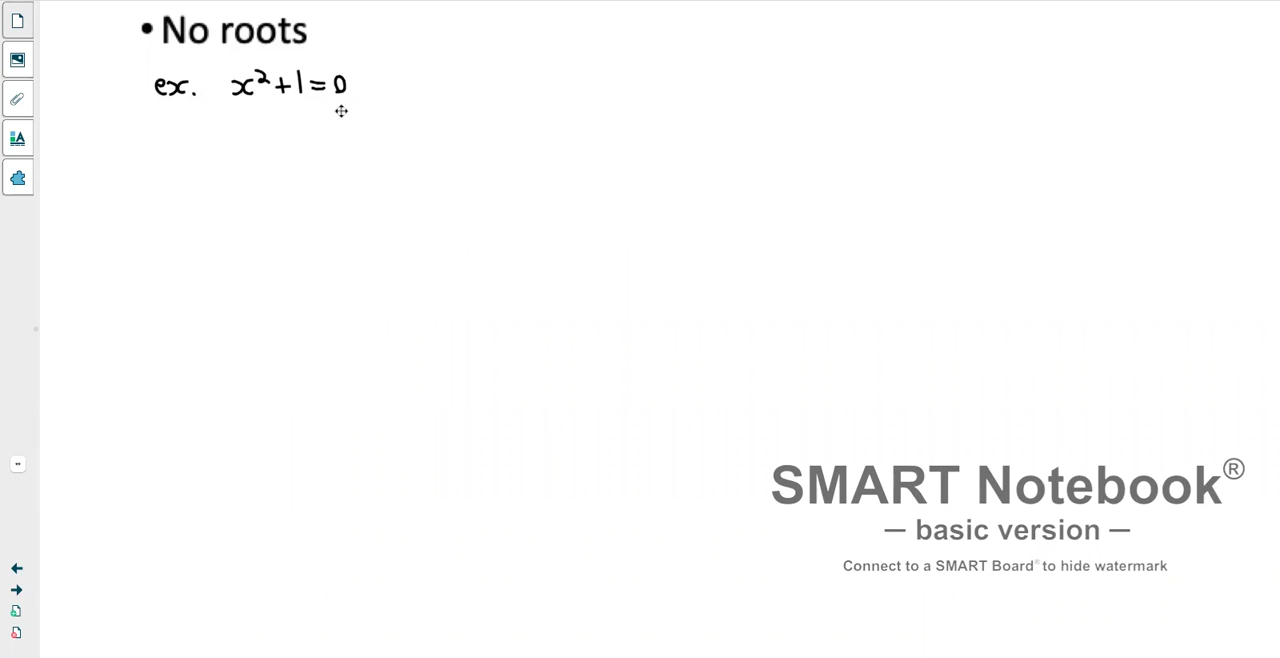 • No roots
ex. x²+1=0
SMART Notebook®
— basic version —
Connect to a SMART Board® to hide watermark